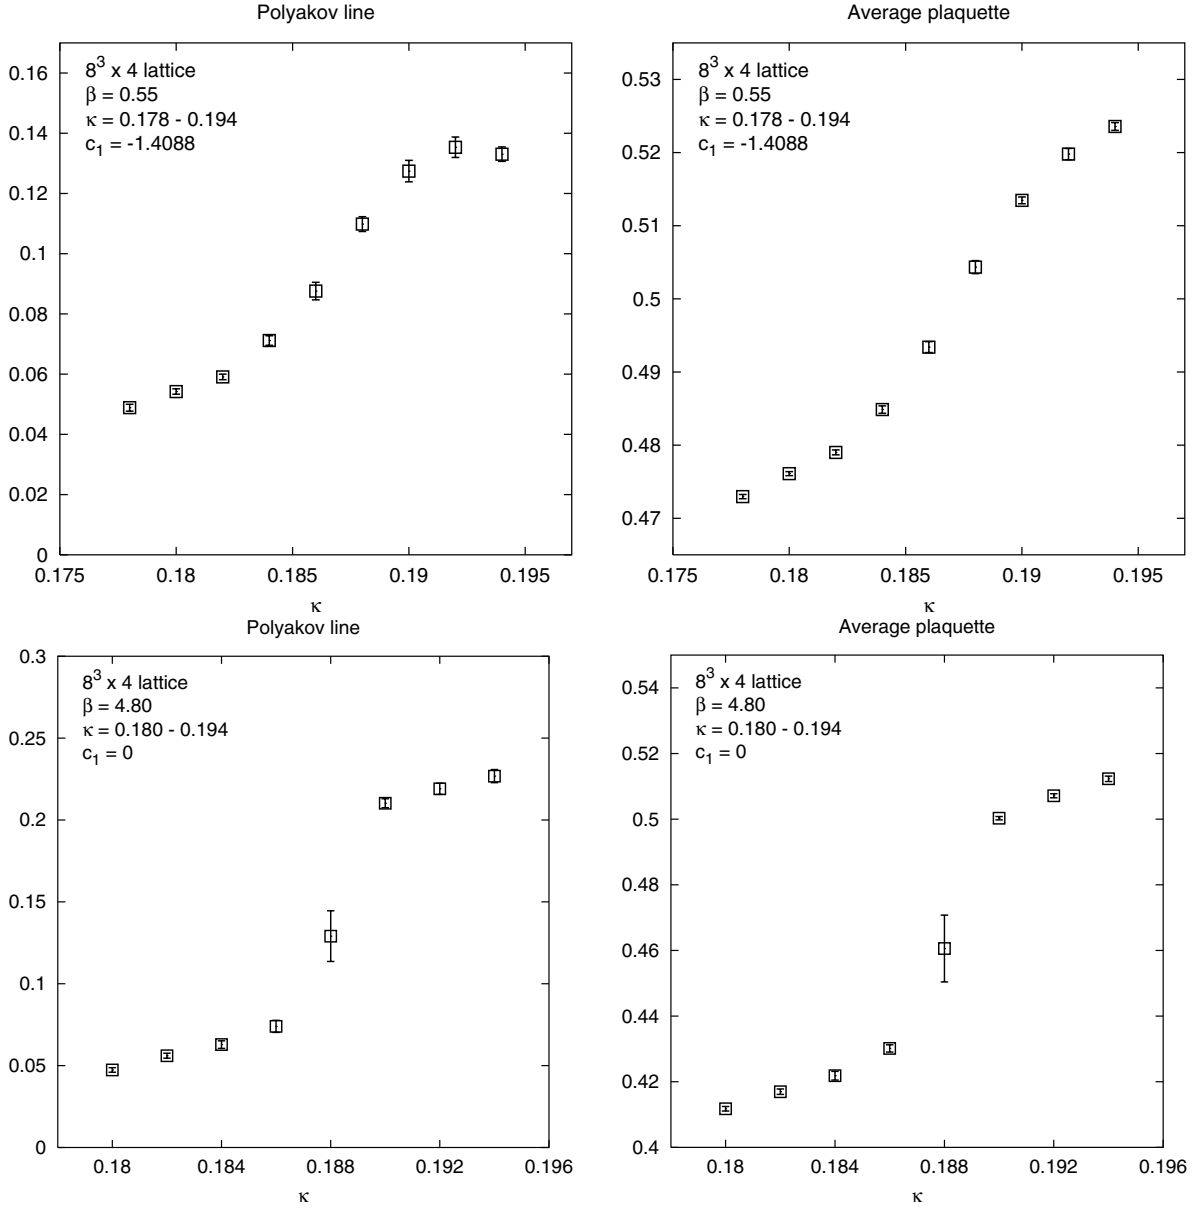 Polyakov line
0.16
0.14
0.12
0.1
0.08
0.06
0.04
0.02
0
8³ x 4 lattice
β = 0.55
κ = 0.178 - 0.194
c₁ = -1.4088
0.175 0.18 0.185 0.19 0.195
κ
Average plaquette
0.53
0.52
0.51
0.5
0.49
0.48
0.47
8³ x 4 lattice
β = 0.55
κ = 0.178 - 0.194
c₁ = -1.4088
0.175 0.18 0.185 0.19 0.195
κ
Polyakov line
0.3
0.25
0.2
0.15
0.1
0.05
0
8³ x 4 lattice
β = 4.80
κ = 0.180 - 0.194
c₁ = 0
0.18 0.184 0.188 0.192 0.196
κ
Average plaquette
0.54
0.52
0.5
0.48
0.46
0.44
0.42
0.4
8³ x 4 lattice
β = 4.80
κ = 0.180 - 0.194
c₁ = 0
0.18 0.184 0.188 0.192 0.196
κ